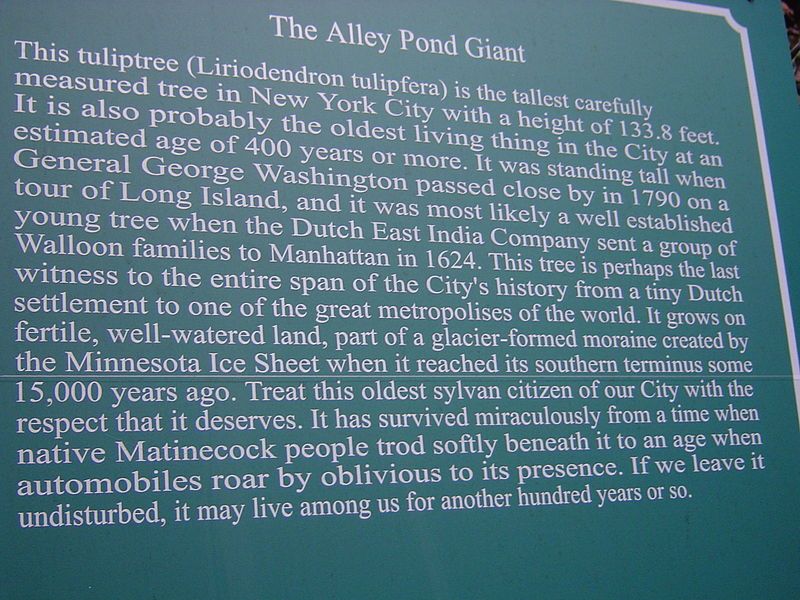 The Alley Pond Giant
This tuliptree (Liriodendron tulipfera) is the tallest carefully
measured tree in New York City with a height of 133.8 feet.
It is also probably the oldest living thing in the City at an
estimated age of 400 years or more. It was standing tall when
General George Washington passed close by in 1790 on a
tour of Long Island, and it was most likely a well established
young tree when the Dutch East India Company sent a group of
Walloon families to Manhattan in 1624. This tree is perhaps the last
witness to the entire span of the City's history from a tiny Dutch
settlement to one of the great metropolises of the world. It grows on
fertile, well-watered land, part of a glacier-formed moraine created by
the Minnesota Ice Sheet when it reached its southern terminus some
15,000 years ago. Treat this oldest sylvan citizen of our City with the
respect that it deserves. It has survived miraculously from a time when
native Matinecock people trod softly beneath it to an age when
automobiles roar by oblivious to its presence. If we leave it
undisturbed, it may live among us for another hundred years or so.